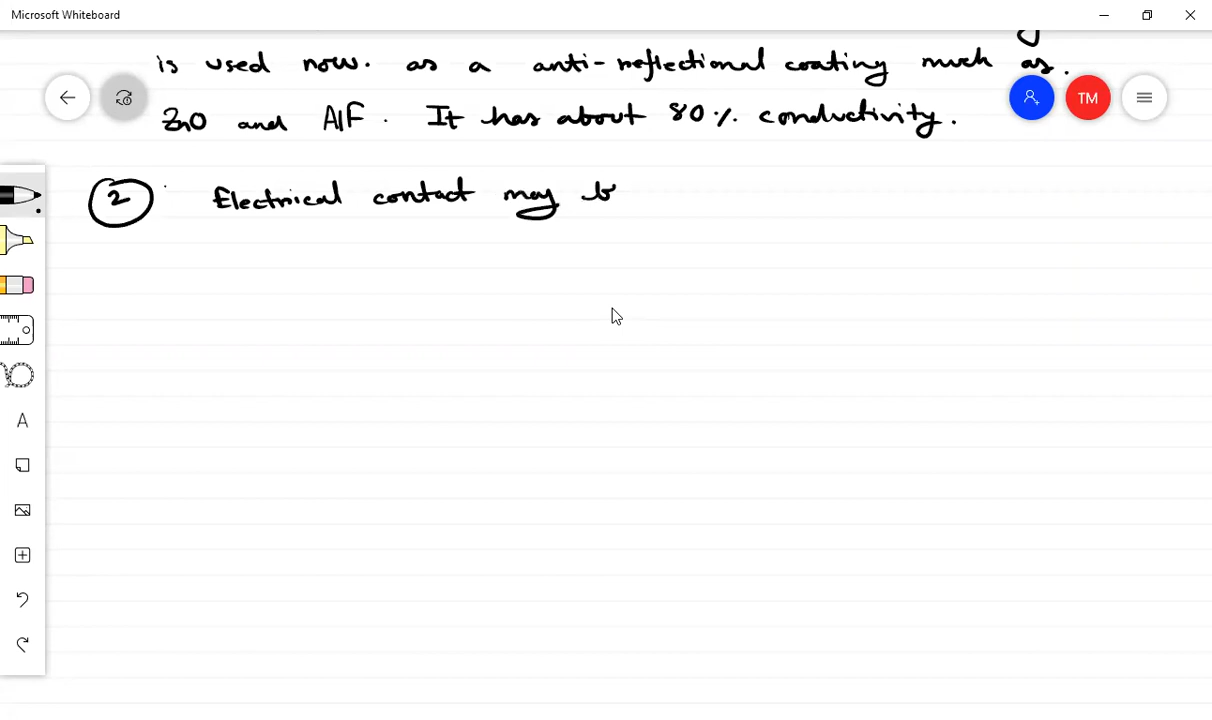 Microsoft Whiteboard
is used now. as a anti-reflectional coating much as.
ZnO and AlF. It has about 80% conductivity.
TM
2 Electrical contact may b
A